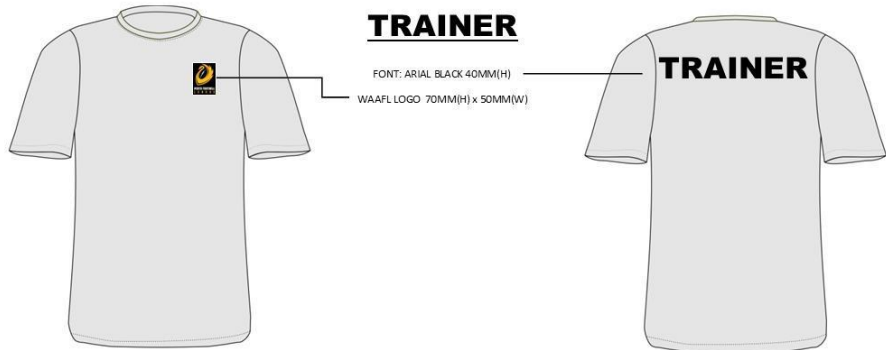 TRAINER
FONT: ARIAL BLACK 40MM(H)
WAAFL LOGO 70MM(H) x 50MM(W)
TRAINER